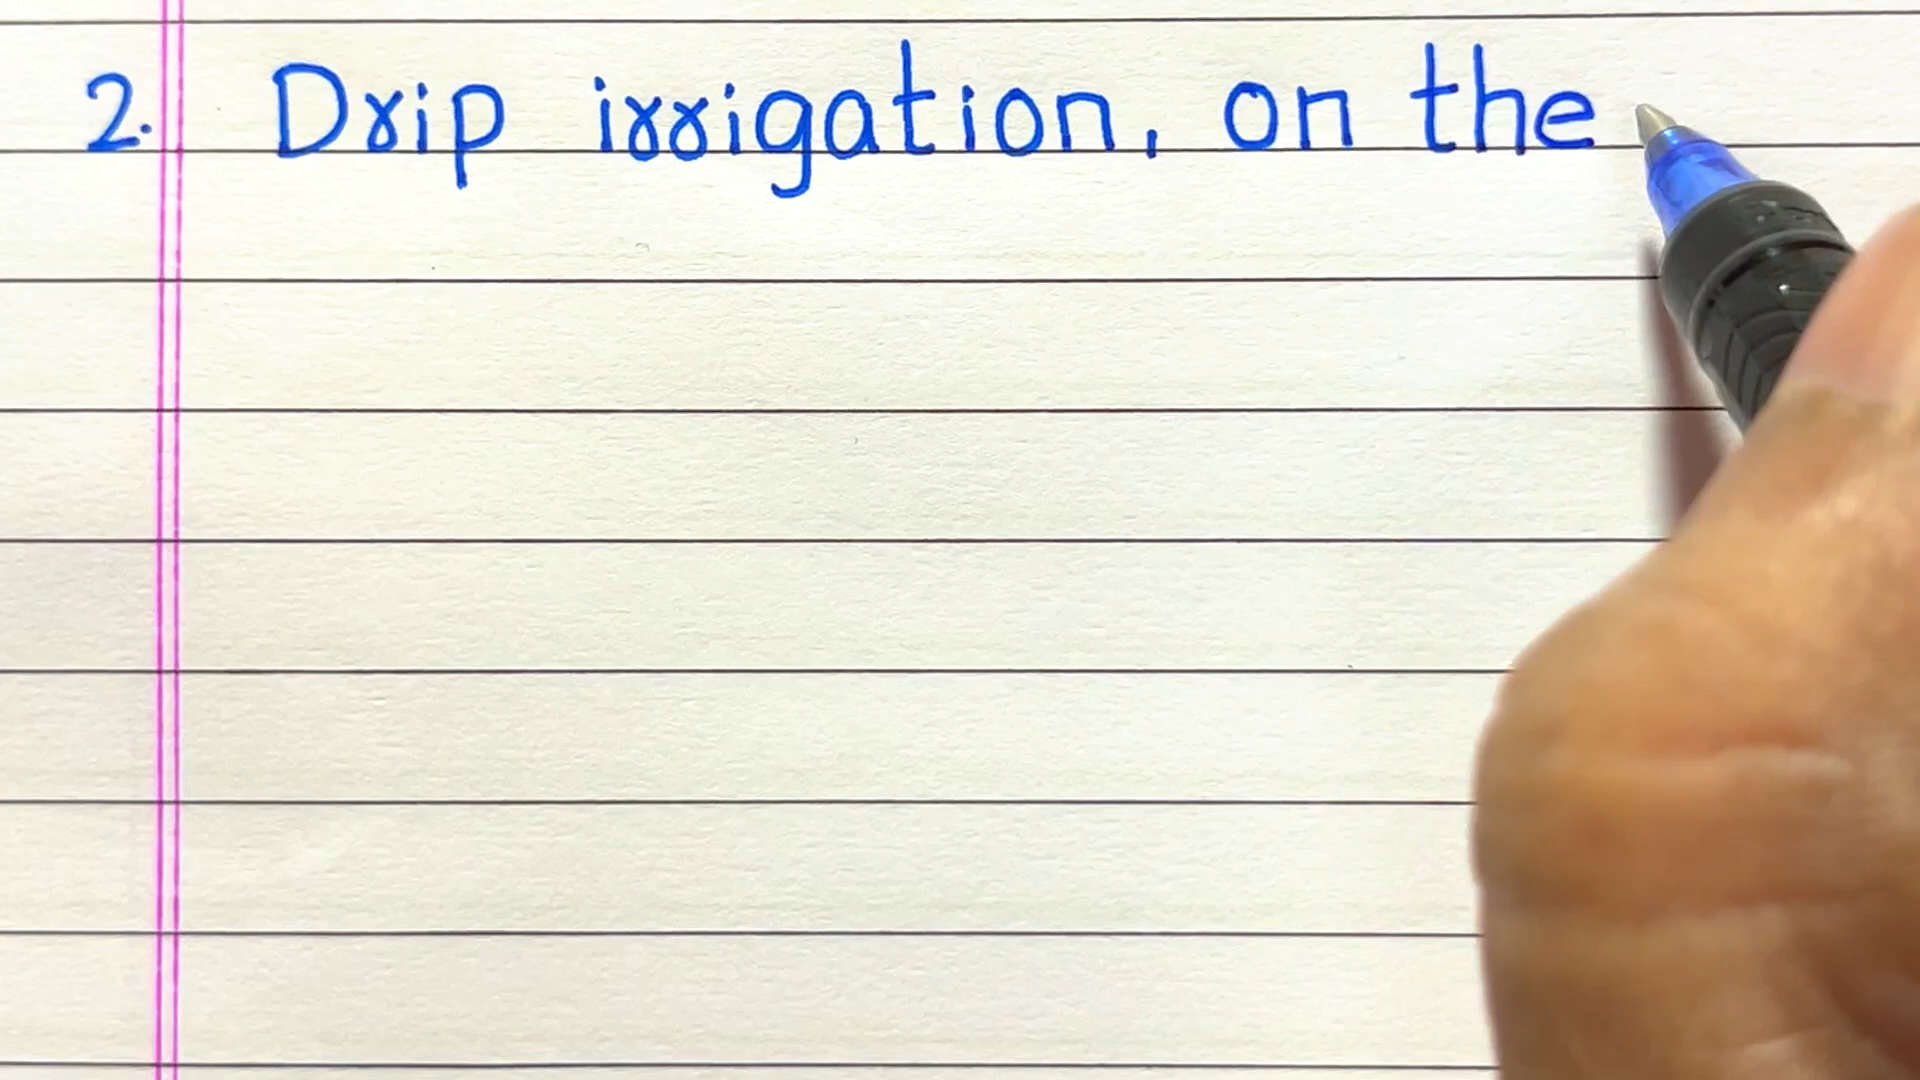 2. Drip irrigation, on the